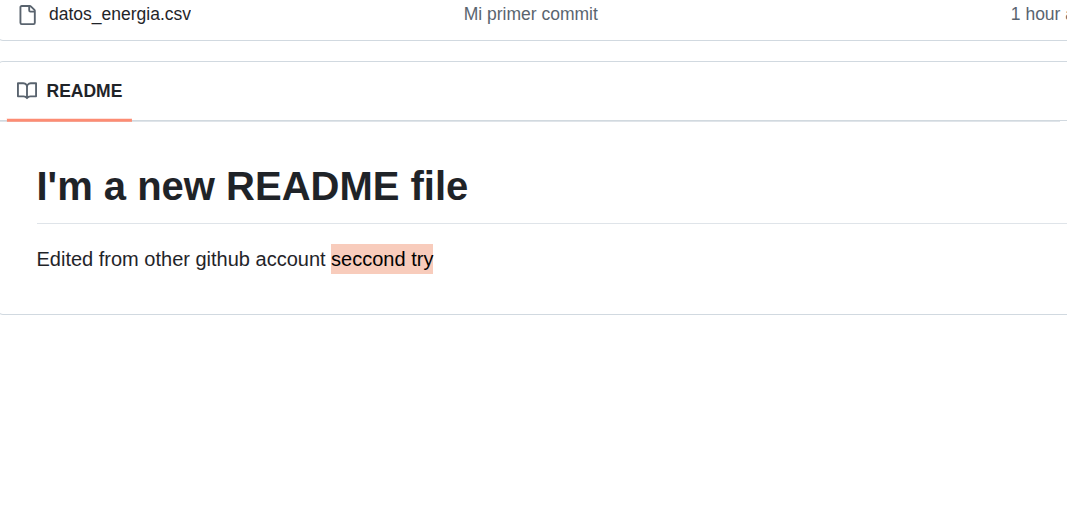 datos_energia.csv Mi primer commit 1 hour
README
I'm a new README file
Edited from other github account seccond try